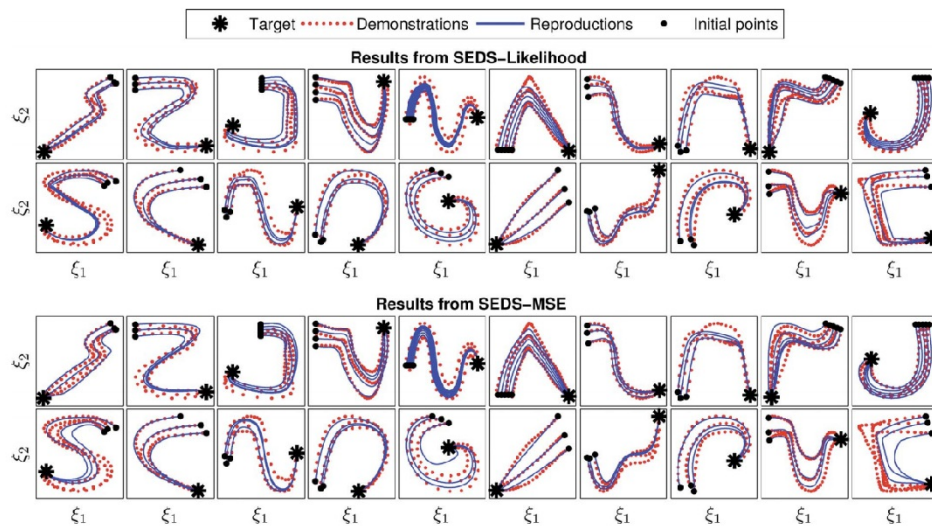 Target Demonstrations Reproductions Initial points
Results from SEDS-Likelihood
ξ2
ξ2
ξ1 ξ1 ξ1 ξ1 ξ1 ξ1 ξ1 ξ1 ξ1 ξ1
Results from SEDS-MSE
ξ2
ξ2
ξ1 ξ1 ξ1 ξ1 ξ1 ξ1 ξ1 ξ1 ξ1 ξ1